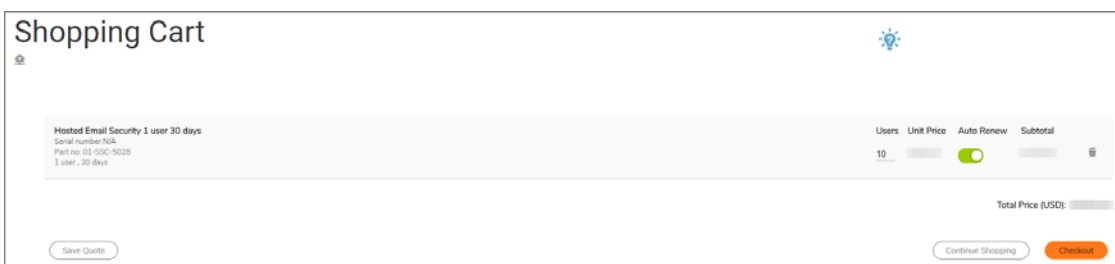 Shopping Cart
Hosted Email Security 1 user 30 days
Serial number:N/A
Part no: 01-SSC-5028
1 user , 30 days
Users Unit Price Auto Renew Subtotal
10
Total Price (USD):
Save Quote Continue Shopping Checkout